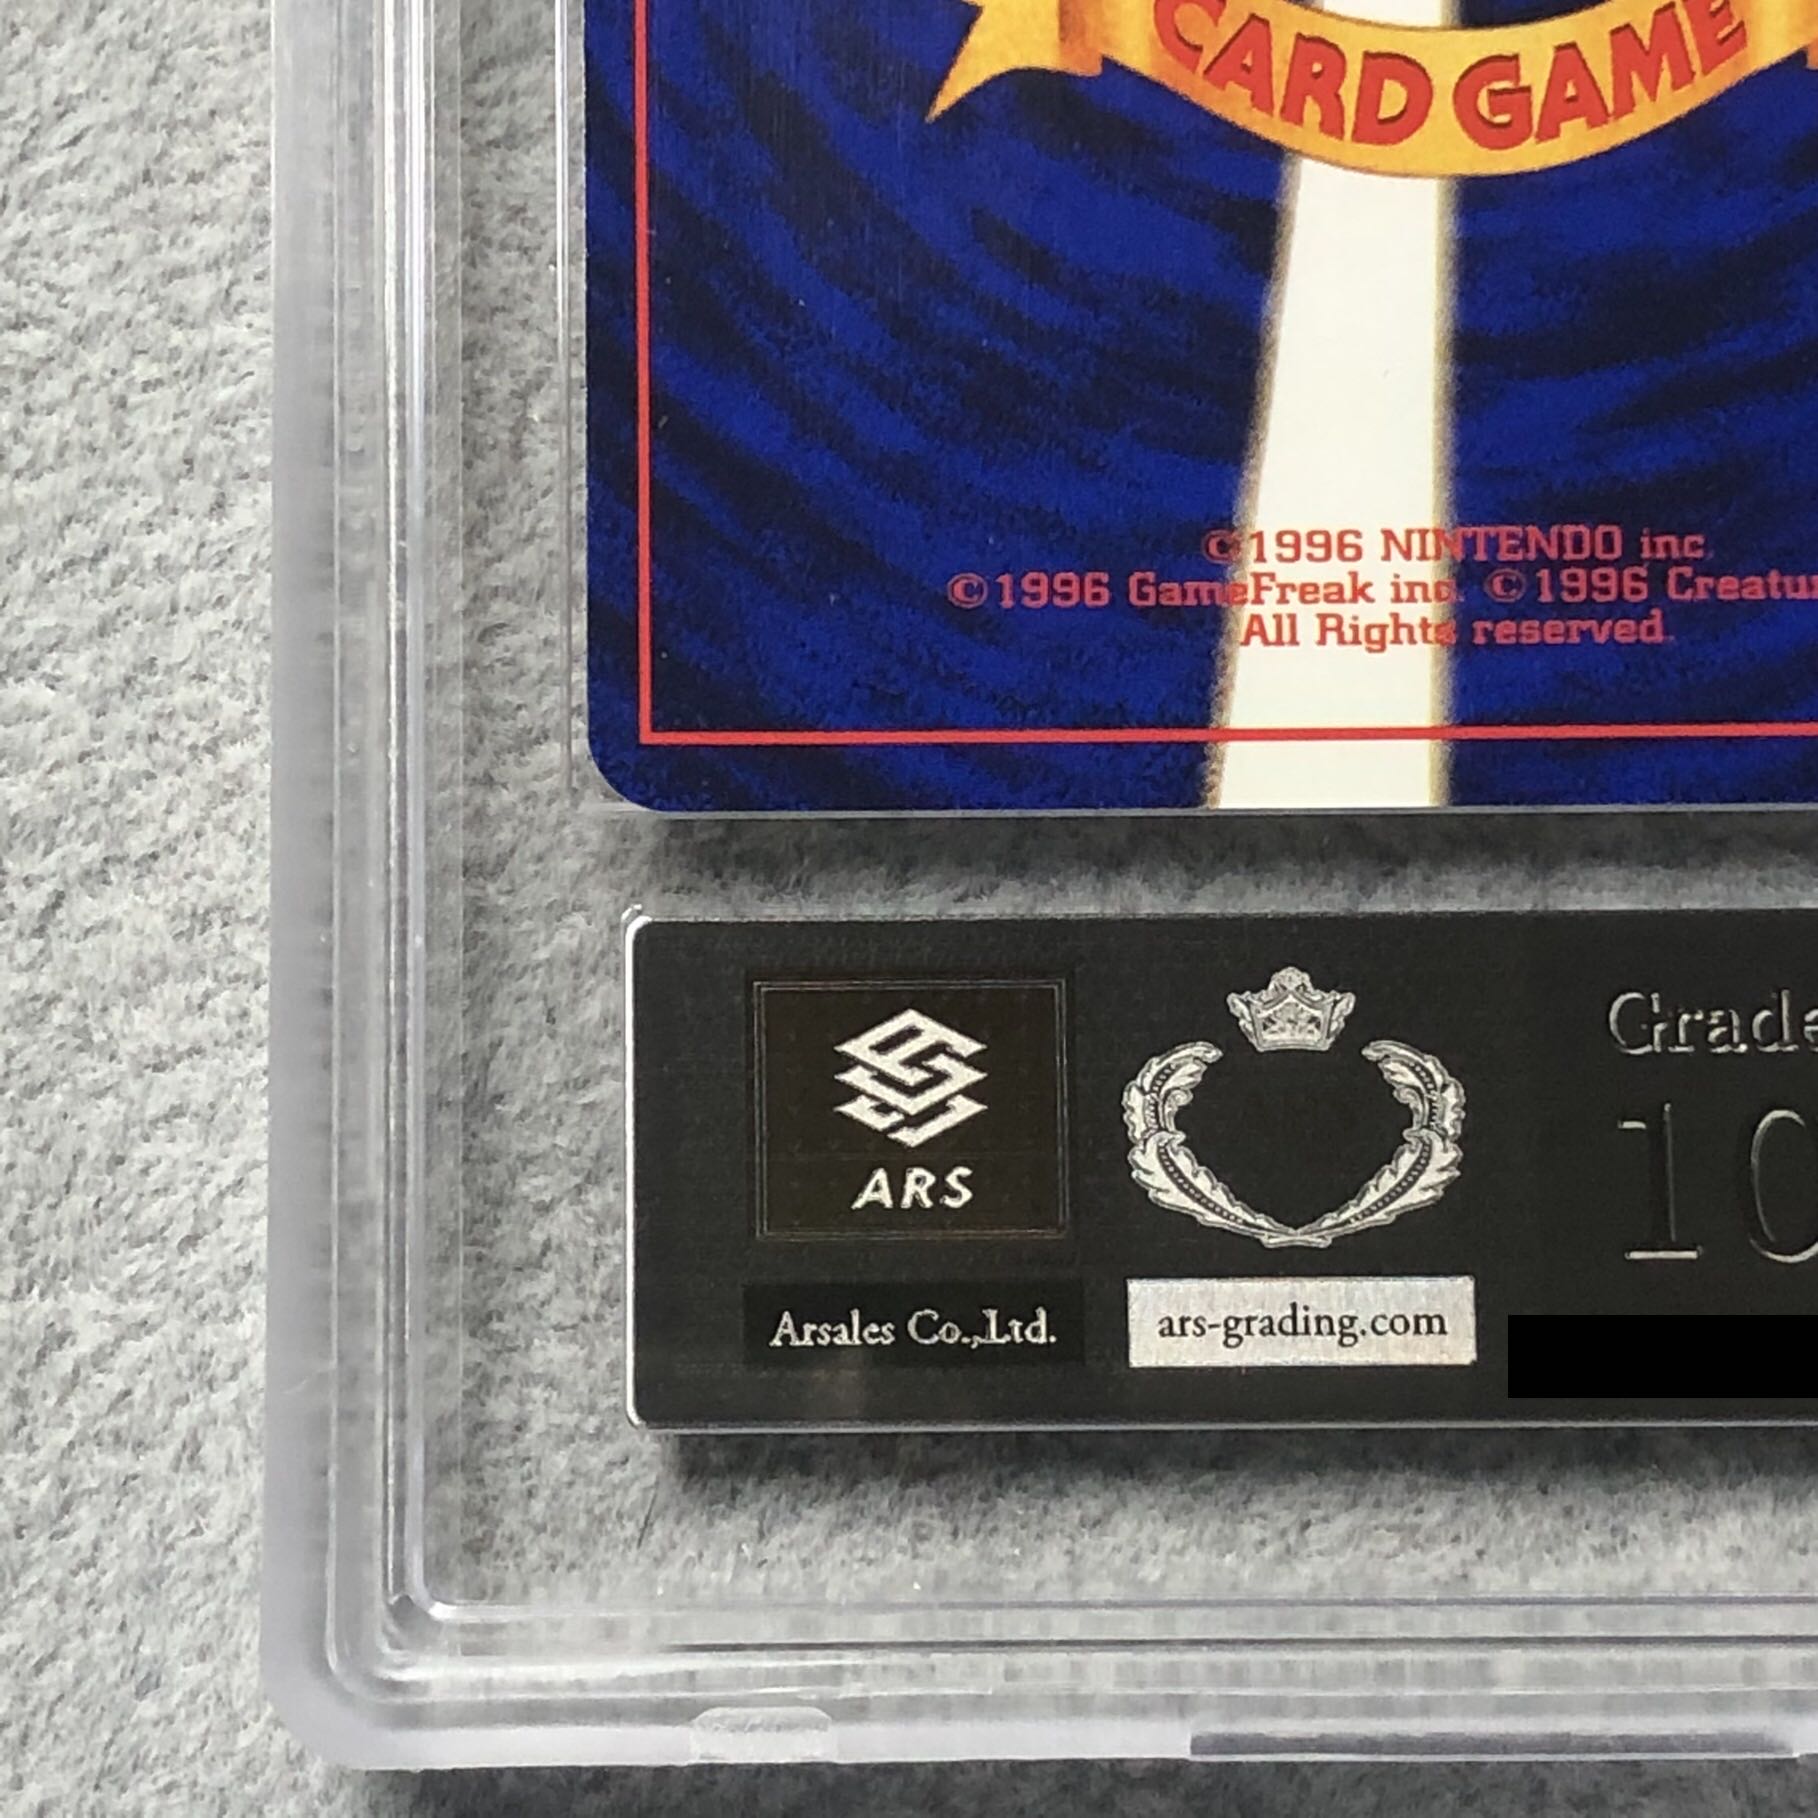 CARD GAME
©1996 NINTENDO inc.
©1996 GameFreak inc. ©1996
All Rights reserved.
ARS
Arsales Co.,Ltd.
ars-grading.com
10